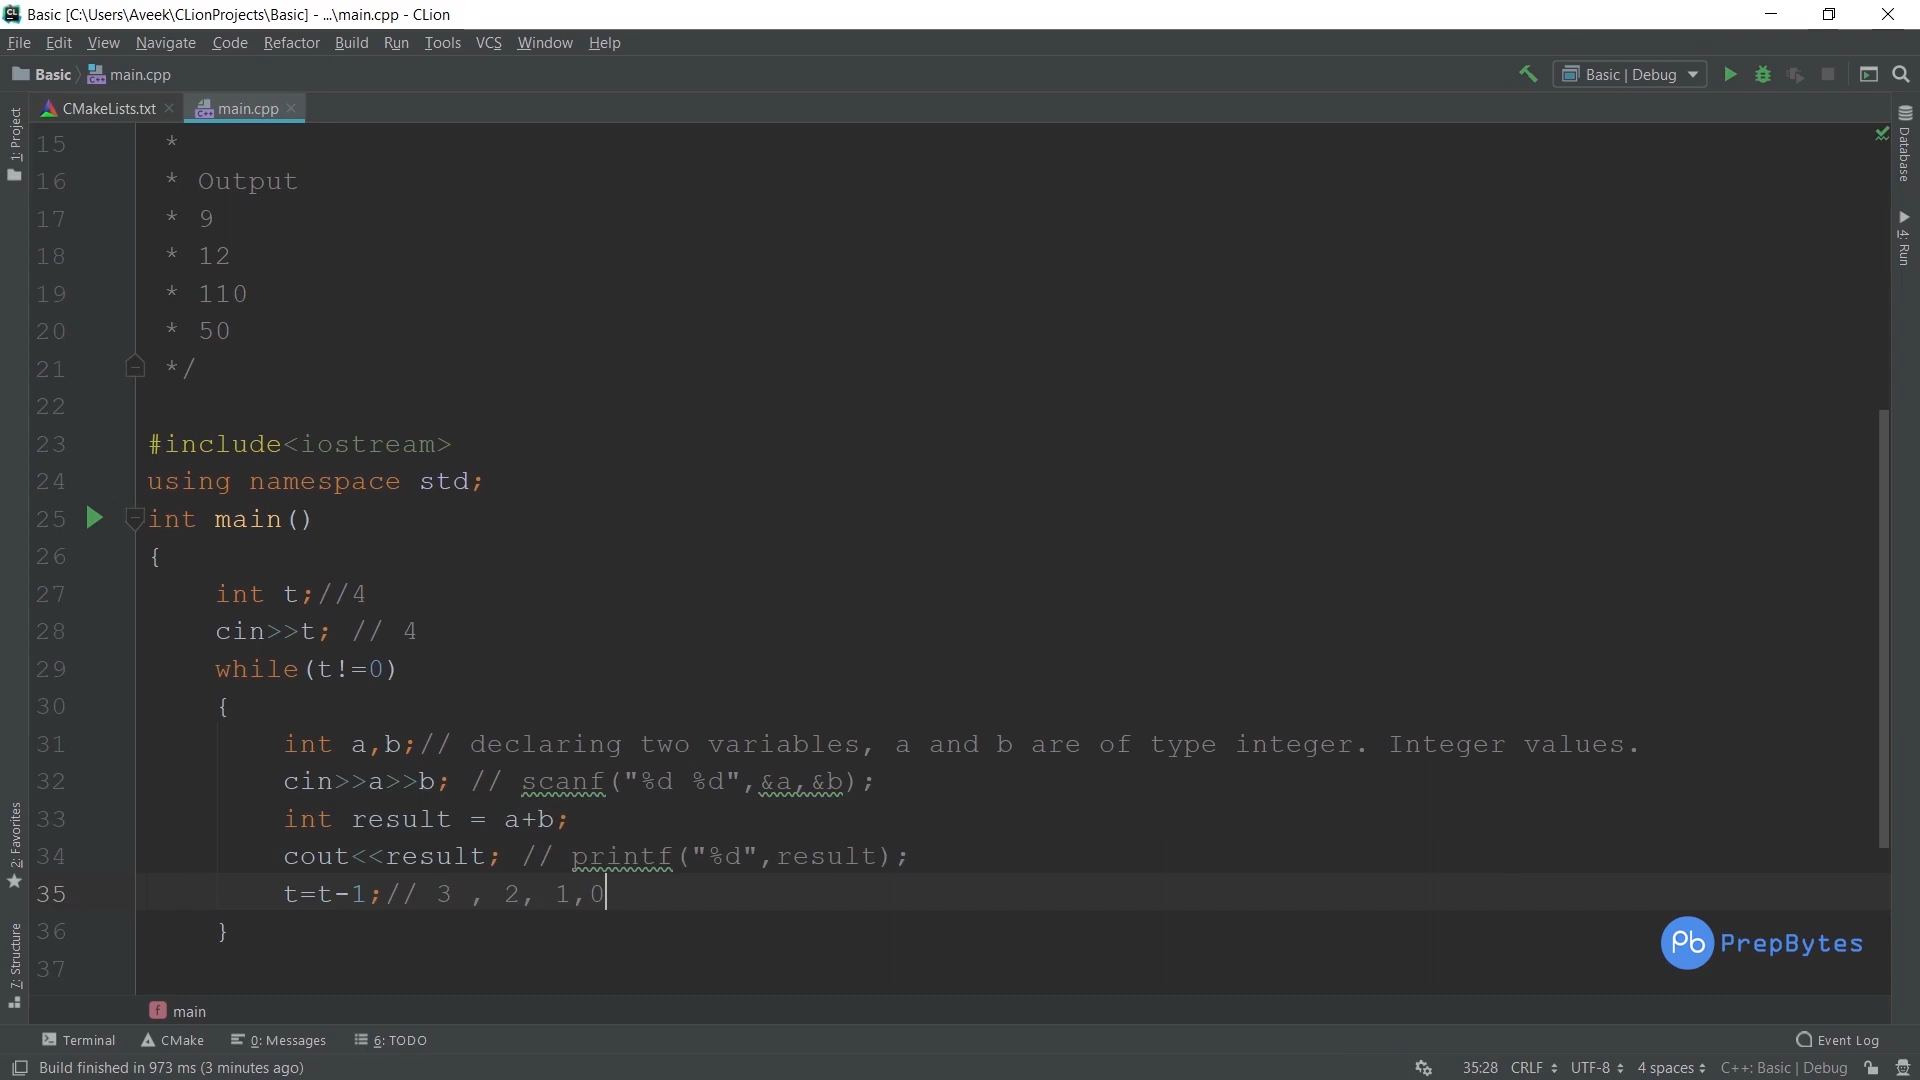 Basic [C:\Users\Aveek\CLionProjects\Basic] - ...\main.cpp - CLion
File Edit View Navigate Code Refactor Build Run Tools VCS Window Help
Basic main.cpp Basic | Debug
CMakeLists.txt main.cpp
1: Project
Database
4: Run
2: Favorites
7: Structure
15 *
16 * Output
17 * 9
18 * 12
19 * 110
20 * 50
21 */
22
23 #include<iostream>
24 using namespace std;
25 int main()
26 {
27 int t;//4
28 cin>>t; // 4
29 while(t!=0)
30 {
31 int a,b;// declaring two variables, a and b are of type integer. Integer values.
32 cin>>a>>b; // scanf("%d %d",&a,&b);
33 int result = a+b;
34 cout<<result; // printf("%d",result);
35 t=t-1;// 3 , 2, 1,0
36 }
37
Pb PrepBytes
f main
Terminal CMake 0: Messages 6: TODO Event Log
Build finished in 973 ms (3 minutes ago) 35:28 CRLF UTF-8 4 spaces C++: Basic | Debug